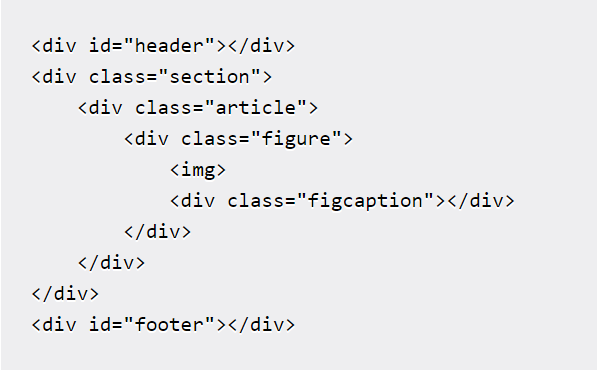 <div id="header"></div>
<div class="section">
    <div class="article">
        <div class="figure">
            <img>
            <div class="figcaption"></div>
        </div>
    </div>
</div>
<div id="footer"></div>